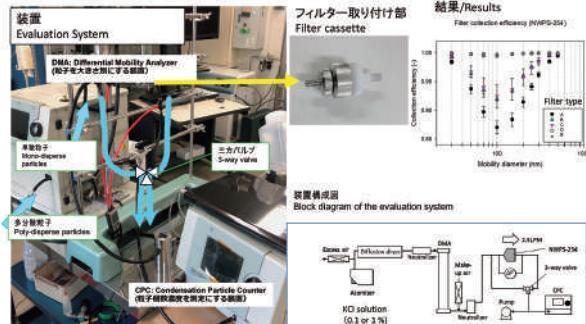 装置
Evaluation System
DMA: Differential Mobility Analyzer
(粒子を大きさ別にする装置)
単散粒子
Mono-disperse
particles
三方バルブ
3-way valve
多分散粒子
Poly-disperse particles
CPC: Condensation Particle Counter
(粒子個数濃度を測定にする装置)
フィルター取り付け部
Filter cassette
結果/Results
Filter collection efficiency (NWPS-254)
Collection efficiency (-)
Filter type
100
Mobility diameter (nm)
装置構成図
Block diagram of the evaluation system
Excess air
Diffusion dryer
Neutralizer
DMA
2.5LPM
NWPS-254
Make-
up air
3-way valve
Atomizer
Neutralizer
Pump
CPC
KCl solution
(0.1 or 1 %)